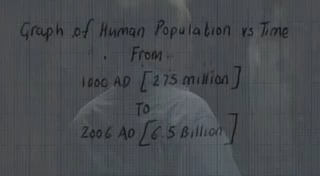 Graph of Human Population vs Time
From
1000 AD [275 million]
TO
2006 AD [6.5 Billion]